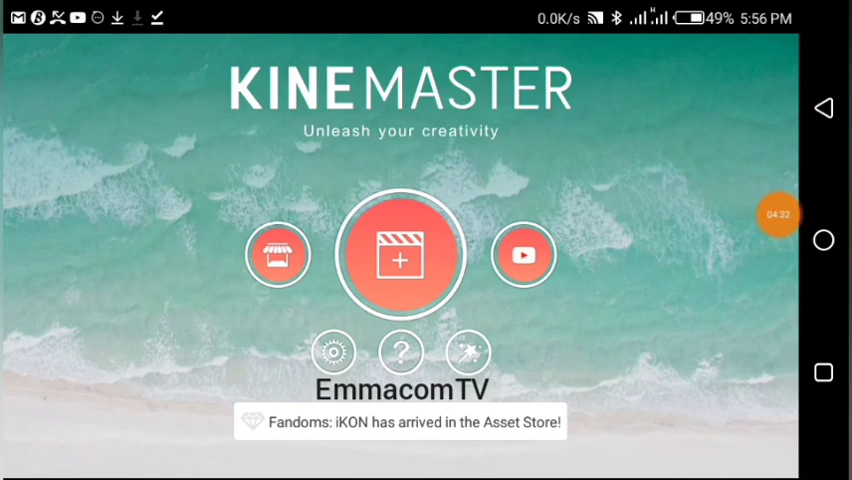 0.0K/s H 49% 5:56 PM
KINEMASTER
Unleash your creativity
04:32
EmmacomTV
Fandoms: iKON has arrived in the Asset Store!